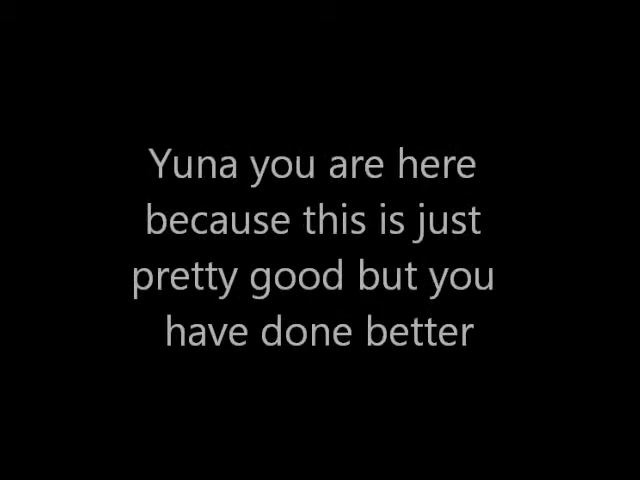 Yuna you are here
because this is just
pretty good but you
have done better